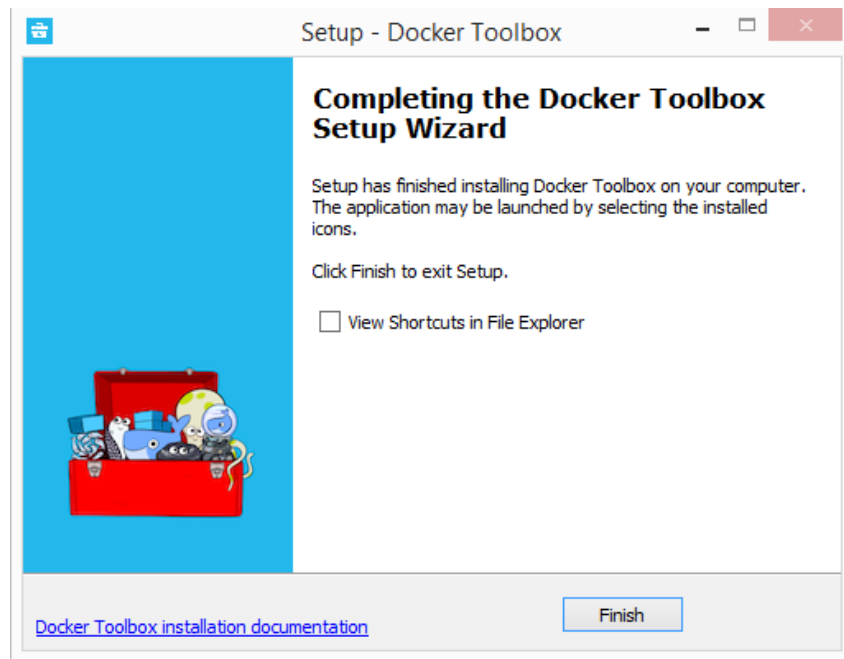 Setup - Docker Toolbox
Completing the Docker Toolbox
Setup Wizard
Setup has finished installing Docker Toolbox on your computer.
The application may be launched by selecting the installed
icons.
Click Finish to exit Setup.
View Shortcuts in File Explorer
Docker Toolbox installation documentation
Finish